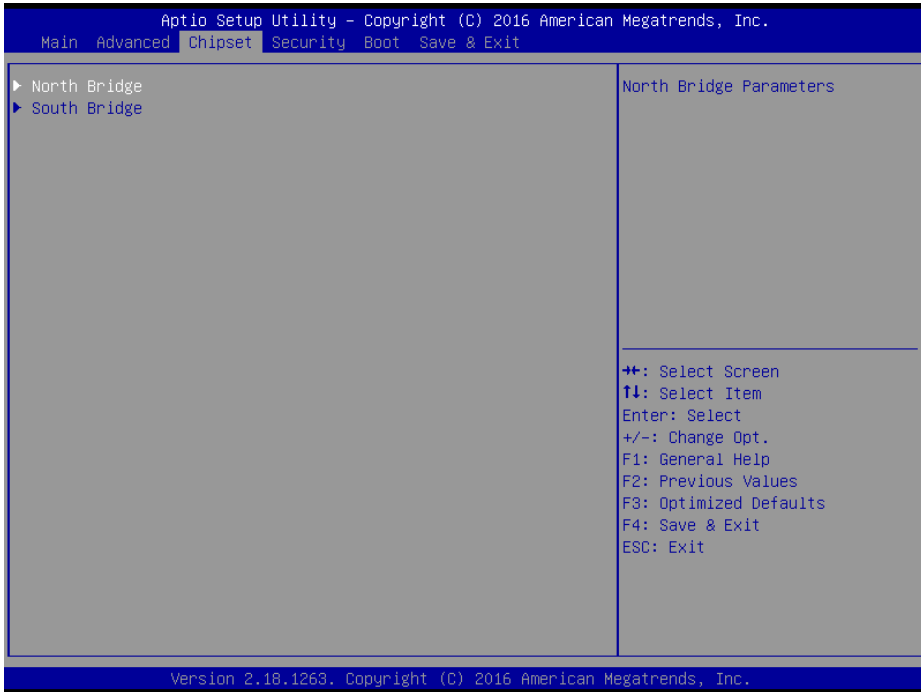 Aptio Setup Utility – Copyright (C) 2016 American Megatrends, Inc.
Main Advanced Chipset Security Boot Save & Exit
North Bridge
South Bridge
North Bridge Parameters
→←: Select Screen
↑↓: Select Item
Enter: Select
+/-: Change Opt.
F1: General Help
F2: Previous Values
F3: Optimized Defaults
F4: Save & Exit
ESC: Exit
Version 2.18.1263. Copyright (C) 2016 American Megatrends, Inc.